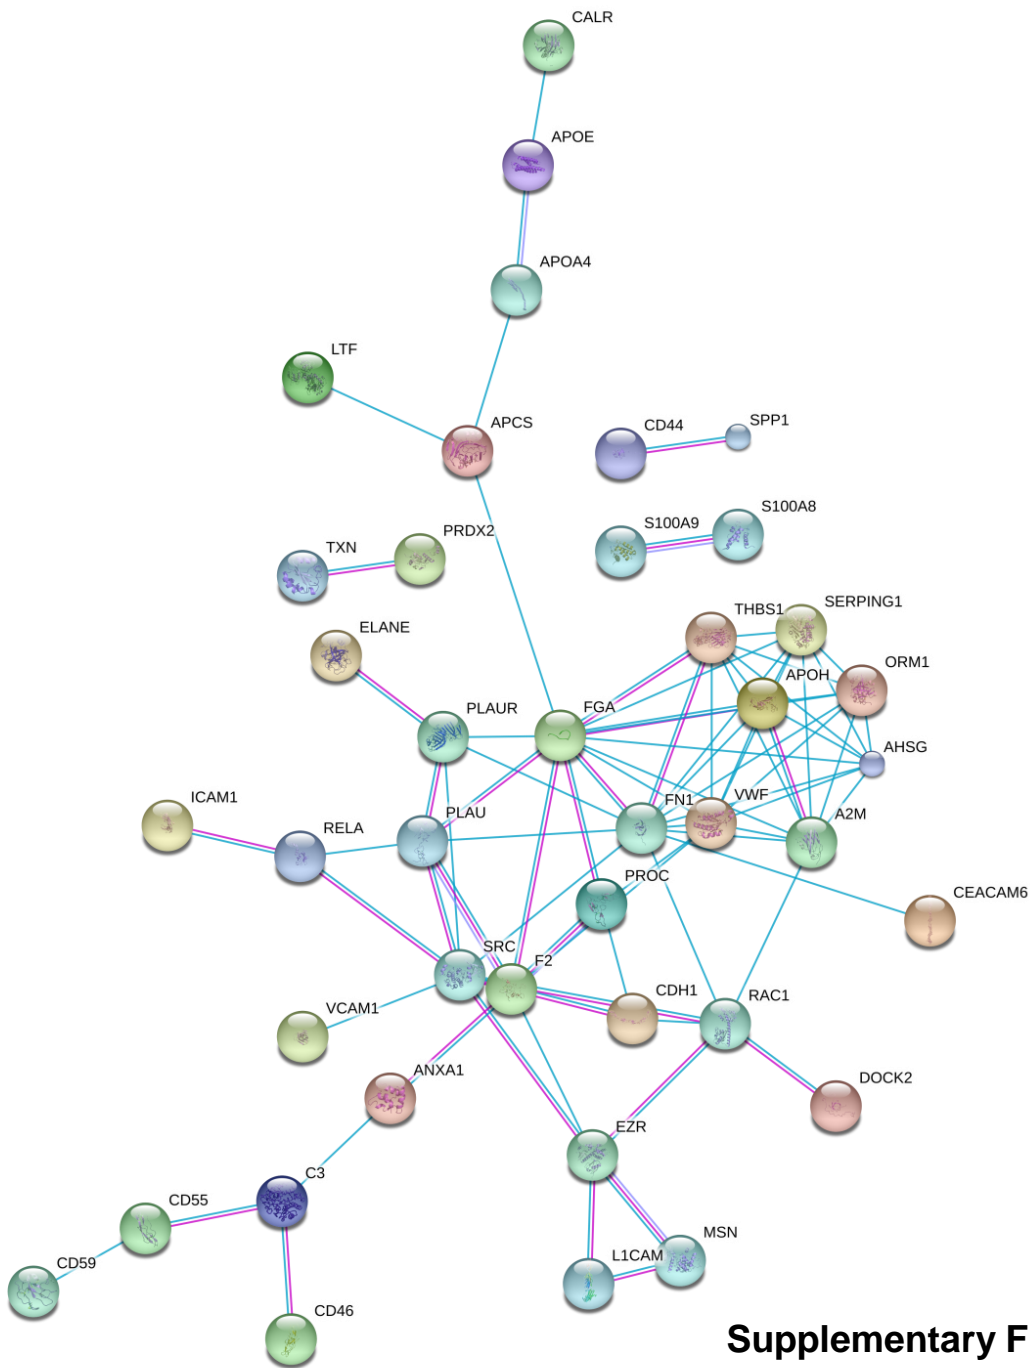 CALR
APOE
APOA4
LTF
APCS
CD44
SPP1
S100A9
S100A8
TXN
PRDX2
ELANE
THBS1
SERPING1
APOH
ORM1
PLAUR
FGA
AHSG
ICAM1
RELA
PLAU
FN1
VWF
A2M
PROC
CEACAM6
SRC
F2
VCAM1
CDH1
RAC1
ANXA1
DOCK2
EZR
C3
CD55
CD59
L1CAM
MSN
CD46
Supplementary F